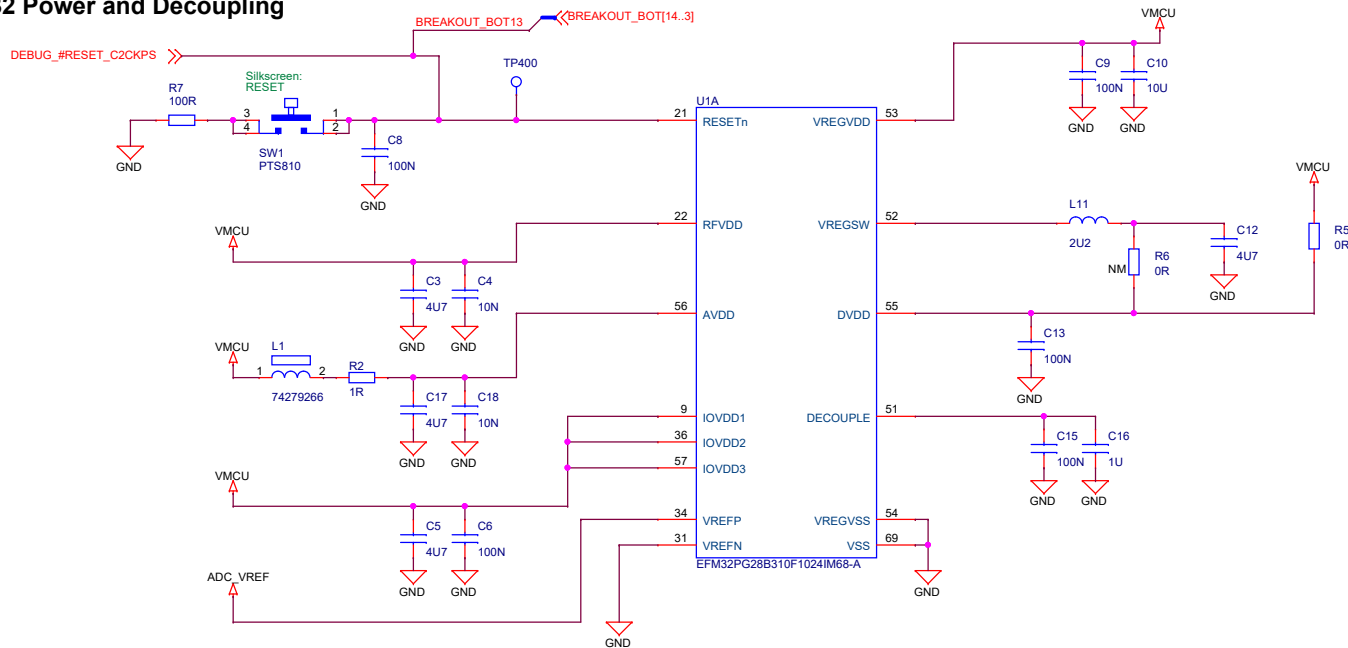 Power and Decoupling
BREAKOUT_BOT13
BREAKOUT_BOT[14..3]
DEBUG_#RESET_C2CKPS
TP400
Silkscreen:
RESET
R7
100R
3
4
1
2
SW1
PTS810
C8
100N
GND
GND
U1A
21
RESETn
VREGVDD
53
VMCU
C9
100N
C10
10U
GND
GND
VMCU
22
RFVDD
VREGSW
52
L11
2U2
C12
4U7
GND
NM
R6
0R
VMCU
R5
0R
C3
4U7
C4
10N
GND
GND
56
AVDD
DVDD
55
C13
100N
GND
VMCU
L1
1
2
74279266
R2
1R
C17
4U7
C18
10N
GND
GND
9
IOVDD1
DECOUPLE
51
C15
100N
C16
1U
GND
GND
36
IOVDD2
57
IOVDD3
VMCU
C5
4U7
C6
100N
GND
GND
34
VREFP
VREGVSS
54
31
VREFN
VSS
69
EFM32PG28B310F1024IM68-A
GND
ADC_VREF
GND